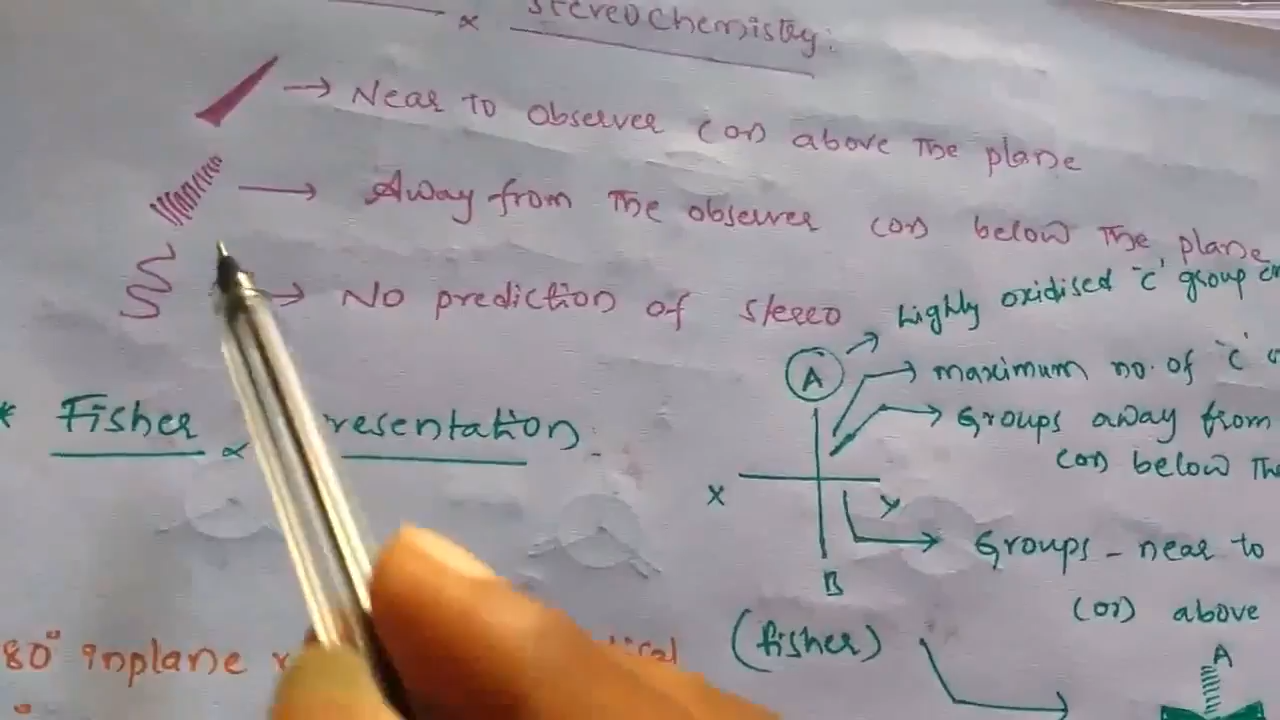 Stereochemistry:
→ Near to observer (or) above the plane
→ Away from the observer (or) below the plane
→ No prediction of stereo
Highly oxidised 'c' group
A
maximum no. of 'c'
* Fisher resentation:
Groups away from
(or) below The
X
y
Groups - near to
B
(or) above
(fisher)
80° inplane
A